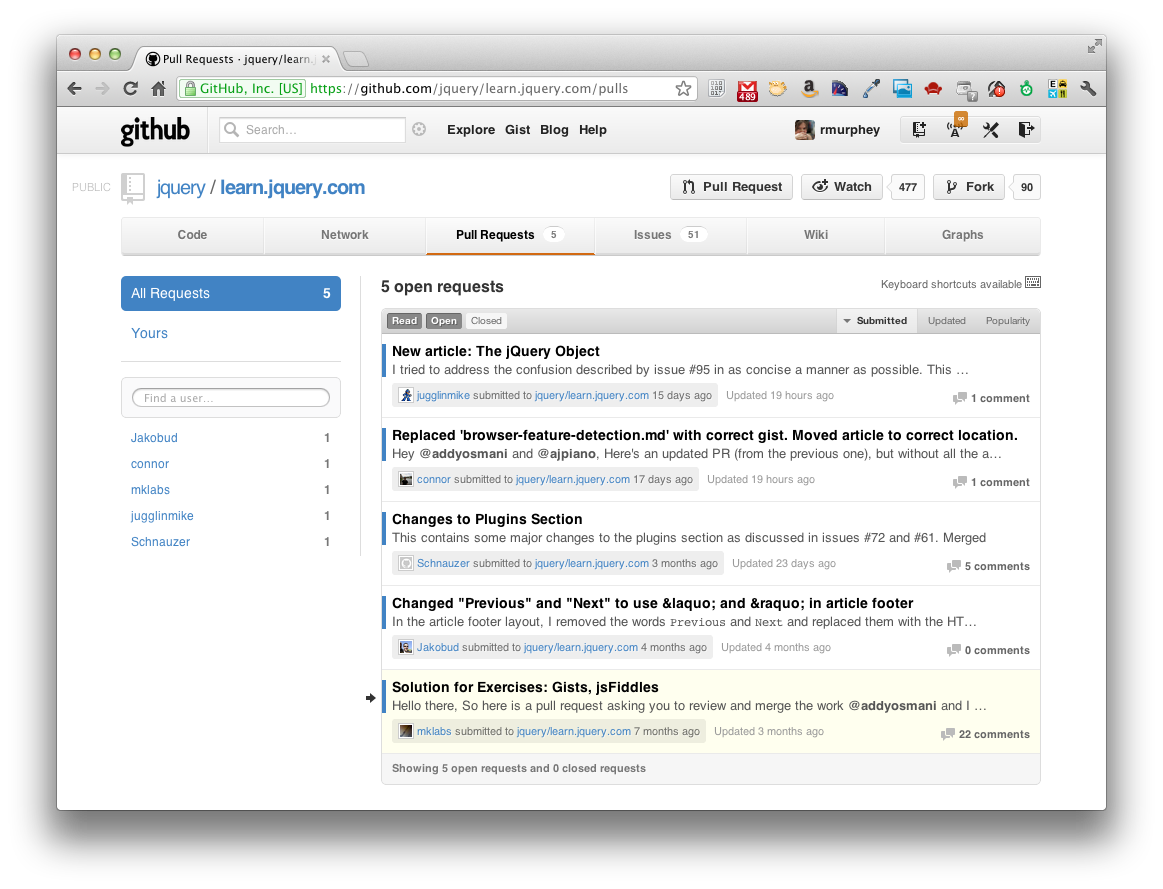 Pull Requests · jquery/learn.j
GitHub, Inc. [US] https://github.com/jquery/learn.jquery.com/pulls
489
github Search... Explore Gist Blog Help rmurphey
PUBLIC jquery / learn.jquery.com Pull Request Watch 477 Fork 90
Code Network Pull Requests 5 Issues 51 Wiki Graphs
All Requests 5
Yours
Find a user...
Jakobud 1
connor 1
mklabs 1
jugglinmike 1
Schnauzer 1
5 open requests Keyboard shortcuts available
Read Open Closed Submitted Updated Popularity
New article: The jQuery Object
I tried to address the confusion described by issue #95 in as concise a manner as possible. This …
jugglinmike submitted to jquery/learn.jquery.com 15 days ago Updated 19 hours ago 1 comment
Replaced 'browser-feature-detection.md' with correct gist. Moved article to correct location.
Hey @addyosmani and @ajpiano, Here's an updated PR (from the previous one), but without all the a…
connor submitted to jquery/learn.jquery.com 17 days ago Updated 19 hours ago 1 comment
Changes to Plugins Section
This contains some major changes to the plugins section as discussed in issues #72 and #61. Merged
Schnauzer submitted to jquery/learn.jquery.com 3 months ago Updated 23 days ago 5 comments
Changed "Previous" and "Next" to use &laquo; and &raquo; in article footer
In the article footer layout, I removed the words Previous and Next and replaced them with the HT…
Jakobud submitted to jquery/learn.jquery.com 4 months ago Updated 4 months ago 0 comments
Solution for Exercises: Gists, jsFiddles
Hello there, So here is a pull request asking you to review and merge the work @addyosmani and I …
mklabs submitted to jquery/learn.jquery.com 7 months ago Updated 3 months ago 22 comments
Showing 5 open requests and 0 closed requests